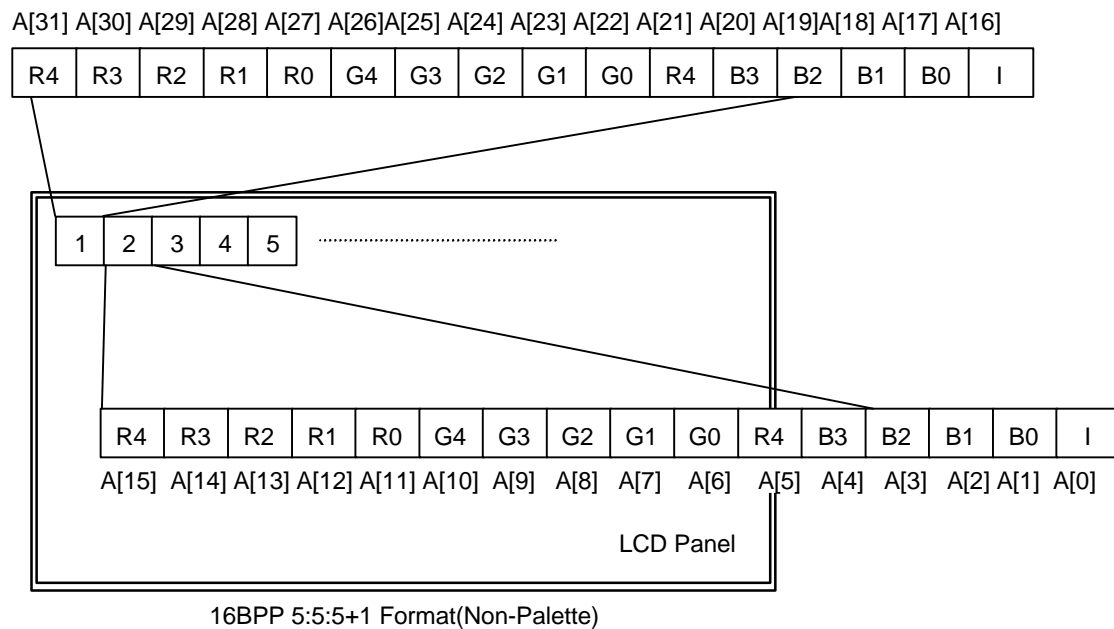 A[31] A[30] A[29] A[28] A[27] A[26]A[25] A[24] A[23] A[22] A[21] A[20] A[19]A[18] A[17] A[16]
R4 R3 R2 R1 R0 G4 G3 G2 G1 G0 R4 B3 B2 B1 B0 I
1 2 3 4 5
R4 R3 R2 R1 R0 G4 G3 G2 G1 G0 R4 B3 B2 B1 B0 I
A[15] A[14] A[13] A[12] A[11] A[10] A[9] A[8] A[7] A[6] A[5] A[4] A[3] A[2] A[1] A[0]
LCD Panel
16BPP 5:5:5+1 Format(Non-Palette)